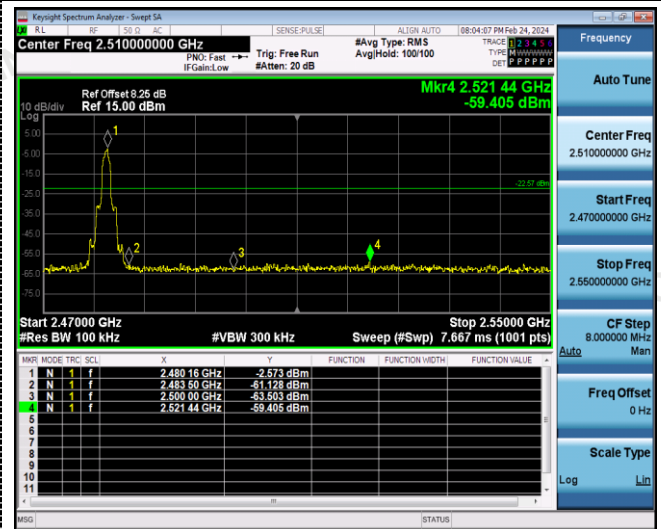 Keysight Spectrum Analyzer - Swept SA
RL RF 50 Ω AC SENSE:PULSE ALIGN AUTO 08:04:07 PM Feb 24, 2024
Center Freq 2.510000000 GHz
PNO: Fast
IFGain:Low
Trig: Free Run
#Atten: 20 dB
#Avg Type: RMS
Avg|Hold: 100/100
TRACE 1 2 3 4 5 6
TYPE M W W W W W
DET P P P P P P
Frequency
Auto Tune
Center Freq
2.510000000 GHz
Start Freq
2.470000000 GHz
Stop Freq
2.550000000 GHz
CF Step
8.000000 MHz
Auto Man
Freq Offset
0 Hz
Scale Type
Log Lin
Mkr4 2.521 44 GHz
-59.405 dBm
Ref Offset 8.25 dB
10 dB/div Ref 15.00 dBm
Log
5.00
-5.00
-15.0
-25.0
-35.0
-45.0
-55.0
-65.0
-75.0
1
2
3
4
-22.57 dBm
Start 2.47000 GHz Stop 2.55000 GHz
#Res BW 100 kHz #VBW 300 kHz Sweep (#Swp) 7.667 ms (1001 pts)
MKR MODE TRC SCL X Y FUNCTION FUNCTION WIDTH FUNCTION VALUE
1 N 1 f 2.480 16 GHz -2.573 dBm
2 N 1 f 2.483 50 GHz -61.128 dBm
3 N 1 f 2.500 00 GHz -63.503 dBm
4 N 1 f 2.521 44 GHz -59.405 dBm
5
6
7
8
9
10
11
MSG STATUS